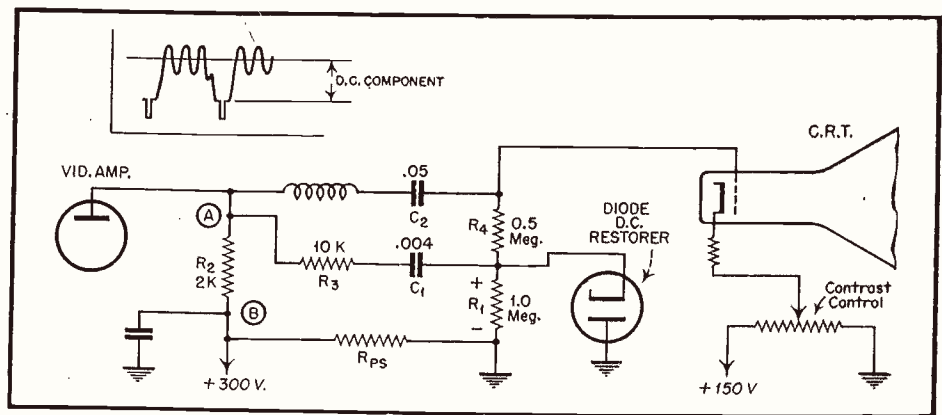 D.C. COMPONENT
C.R.T.
VID. AMP.
.05
C2
A
R4
0.5
Meg.
DIODE
D.C.
RESTORER
10 K
R3
.004
C1
R2
2K
+
R1
-
1.0
Meg.
Contrast
Control
B
RPS
+300 V.
+150 V